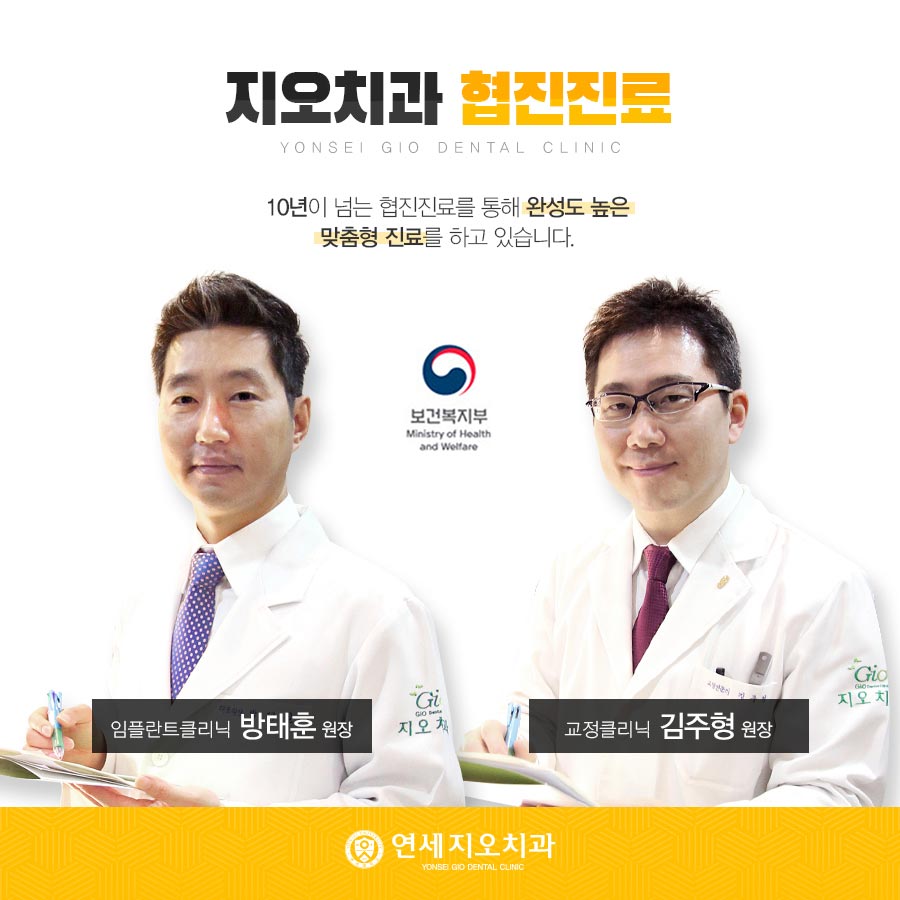 지오치과 협진진료
YONSEI GIO DENTAL CLINIC
10년이 넘는 협진진료를 통해 완성도 높은
맞춤형 진료를 하고 있습니다.
보건복지부
Ministry of Health
and Welfare
Gio
지오치
Gio
GiO Dental
지오치
임플란트클리닉 방태훈 원장
교정클리닉 김주형 원장
연세지오치과
YONSEI GIO DENTAL CLINIC